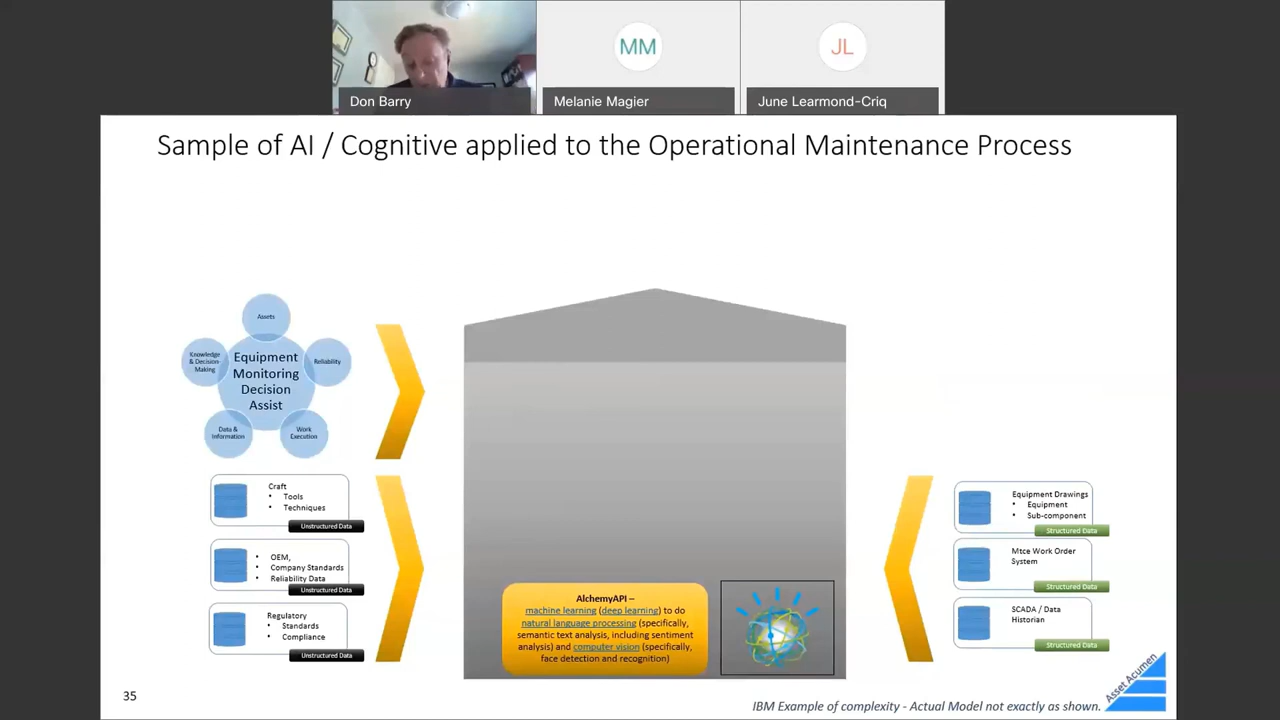 MM
JL
Don Barry
Melanie Magier
June Learmond-Criq
Sample of AI / Cognitive applied to the Operational Maintenance Process
Assets
Knowledge
& Decision-
Making
Equipment
Monitoring
Decision
Assist
Reliability
Data &
Information
Work
Execution
Craft
• Tools
• Techniques
Unstructured Data
• OEM,
Company Standards
• Reliability Data
Unstructured Data
Regulatory
• Standards
• Compliance
Unstructured Data
AlchemyAPI –
machine learning (deep learning) to do
natural language processing (specifically,
semantic text analysis, including sentiment
analysis) and computer vision (specifically,
face detection and recognition)
Equipment Drawings
• Equipment
• Sub-component
Structured Data
Mtce Work Order
System
Structured Data
SCADA / Data
Historian
Structured Data
Asset Acumen
35
IBM Example of complexity - Actual Model not exactly as shown.